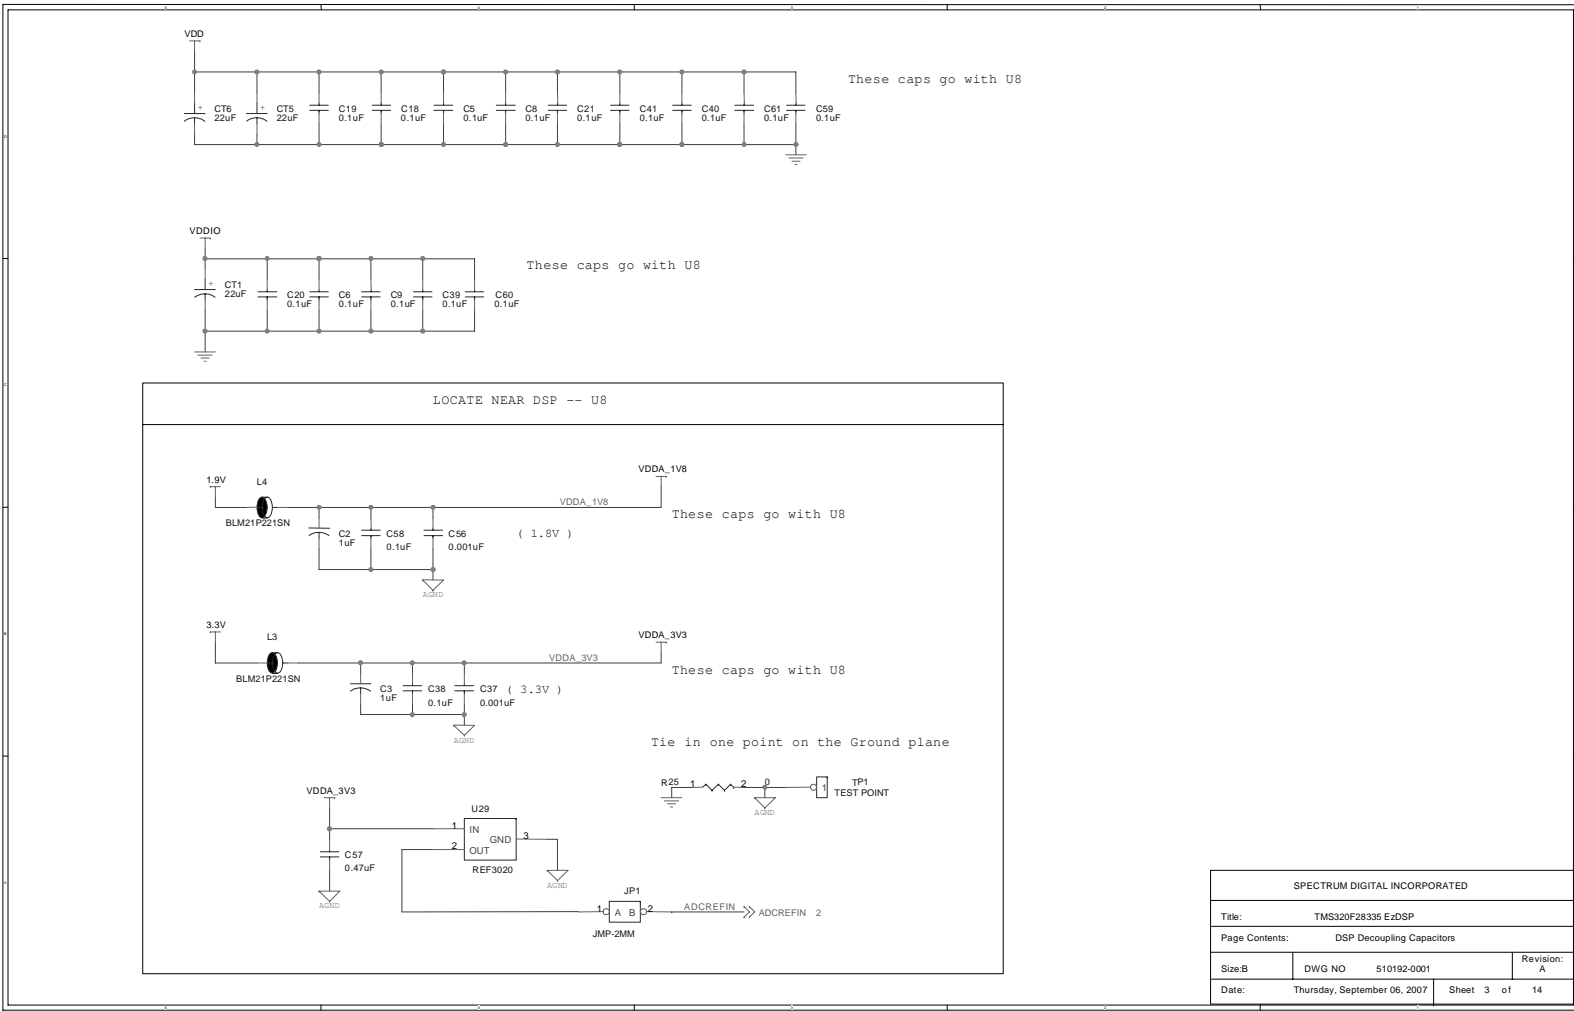 VDD
These caps go with U8
CT6 22uF
CT5 22uF
C19 0.1uF
C18 0.1uF
C5 0.1uF
C8 0.1uF
C21 0.1uF
C41 0.1uF
C40 0.1uF
C61 0.1uF
C59 0.1uF
VDDIO
These caps go with U8
CT1 22uF
C20 0.1uF
C6 0.1uF
C9 0.1uF
C39 0.1uF
C60 0.1uF
LOCATE NEAR DSP -- U8
1.9V
L4
BLM21P221SN
VDDA_1V8
VDDA_1V8
These caps go with U8
C2 1uF
C58 0.1uF
C56 0.001uF
( 1.8V )
AGND
3.3V
L3
BLM21P221SN
VDDA_3V3
VDDA_3V3
These caps go with U8
C3 1uF
C38 0.1uF
C37 0.001uF
( 3.3V )
AGND
Tie in one point on the Ground plane
R25 1 2 0
AGND
1
TP1
TEST POINT
VDDA_3V3
C57 0.47uF
AGND
U29
1 IN
GND 3
2 OUT
REF3020
AGND
JP1
1 A B 2
JMP-2MM
ADCREFIN
ADCREFIN 2
SPECTRUM DIGITAL INCORPORATED
Title: TMS320F28335 EzDSP
Page Contents: DSP Decoupling Capacitors
Size:B DWG NO 510192-0001 Revision: A
Date: Thursday, September 06, 2007 Sheet 3 of 14